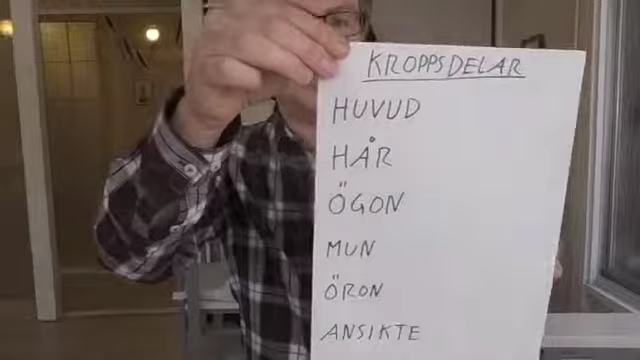 KROPPSDELAR
HUVUD
HÅR
ÖGON
MUN
ÖRON
ANSIKTE